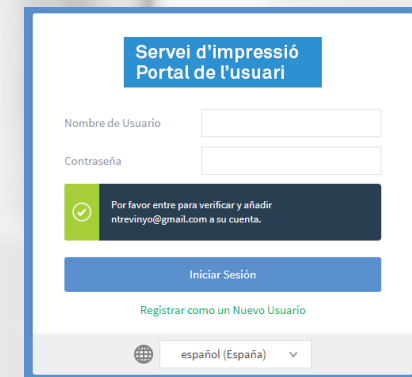 Servei d’impressió
Portal de l’usuari
Nombre de Usuario
Contraseña
Por favor entre para verificar y añadir
ntrevinyo@gmail.com a su cuenta.
Iniciar Sesión
Registrar como un Nuevo Usuario
español (España)